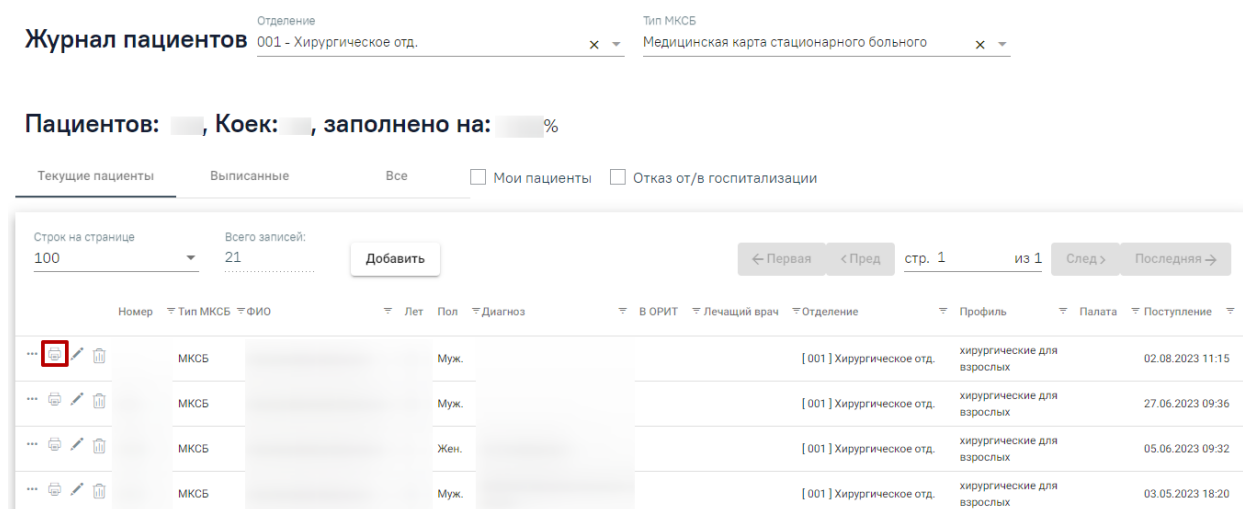 Отделение Тип МКСБ
Журнал пациентов 001 - Хирургическое отд. Медицинская карта стационарного больного
Пациентов: , Коек: , заполнено на: %
Текущие пациенты Выписанные Все Мои пациенты Отказ от/в госпитализации
Строк на странице Всего записей:
100 21 Добавить Первая Пред стр. 1 из 1 След Последняя
Номер Тип МКСБ ФИО Лет Пол Диагноз В ОРИТ Лечащий врач Отделение Профиль Палата Поступление
МКСБ Муж. [ 001 ] Хирургическое отд. хирургические для взрослых 02.08.2023 11:15
МКСБ Муж. [ 001 ] Хирургическое отд. хирургические для взрослых 27.06.2023 09:36
МКСБ Жен. [ 001 ] Хирургическое отд. хирургические для взрослых 05.06.2023 09:32
МКСБ Муж. [ 001 ] Хирургическое отд. хирургические для взрослых 03.05.2023 18:20